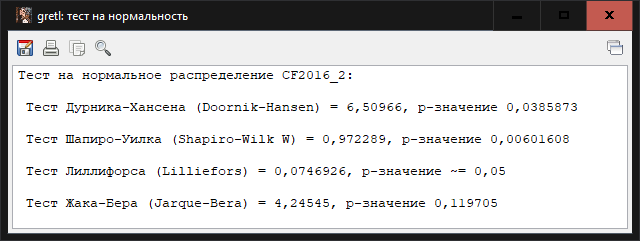 gretl: тест на нормальность
Тест на нормальное распределение CF2016_2:
Тест Дурника-Хансена (Doornik-Hansen) = 6,50966, p-значение 0,0385873
Тест Шапиро-Уилка (Shapiro-Wilk W) = 0,972289, p-значение 0,00601608
Тест Лиллифорса (Lilliefors) = 0,0746926, p-значение ~= 0,05
Тест Жака-Бера (Jarque-Bera) = 4,24545, p-значение 0,119705